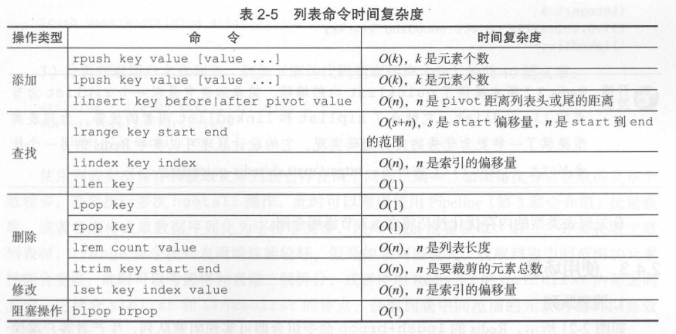 表 2-5 列表命令时间复杂度
操作类型 命 令 时间复杂度
添加 rpush key value [value ...] O(k)，k 是元素个数
lpush key value [value ...] O(k)，k 是元素个数
linsert key before|after pivot value O(n)，n 是 pivot 距离列表头或尾的距离
查找 lrange key start end O(s+n)，s 是 start 偏移量，n 是 start 到 end
的范围
lindex key index O(n)，n 是索引的偏移量
llen key O(1)
删除 lpop key O(1)
rpop key O(1)
lrem count value O(n)，n 是列表长度
ltrim key start end O(n)，n 是要裁剪的元素总数
修改 lset key index value O(n)，n 是索引的偏移量
阻塞操作 blpop brpop O(1)